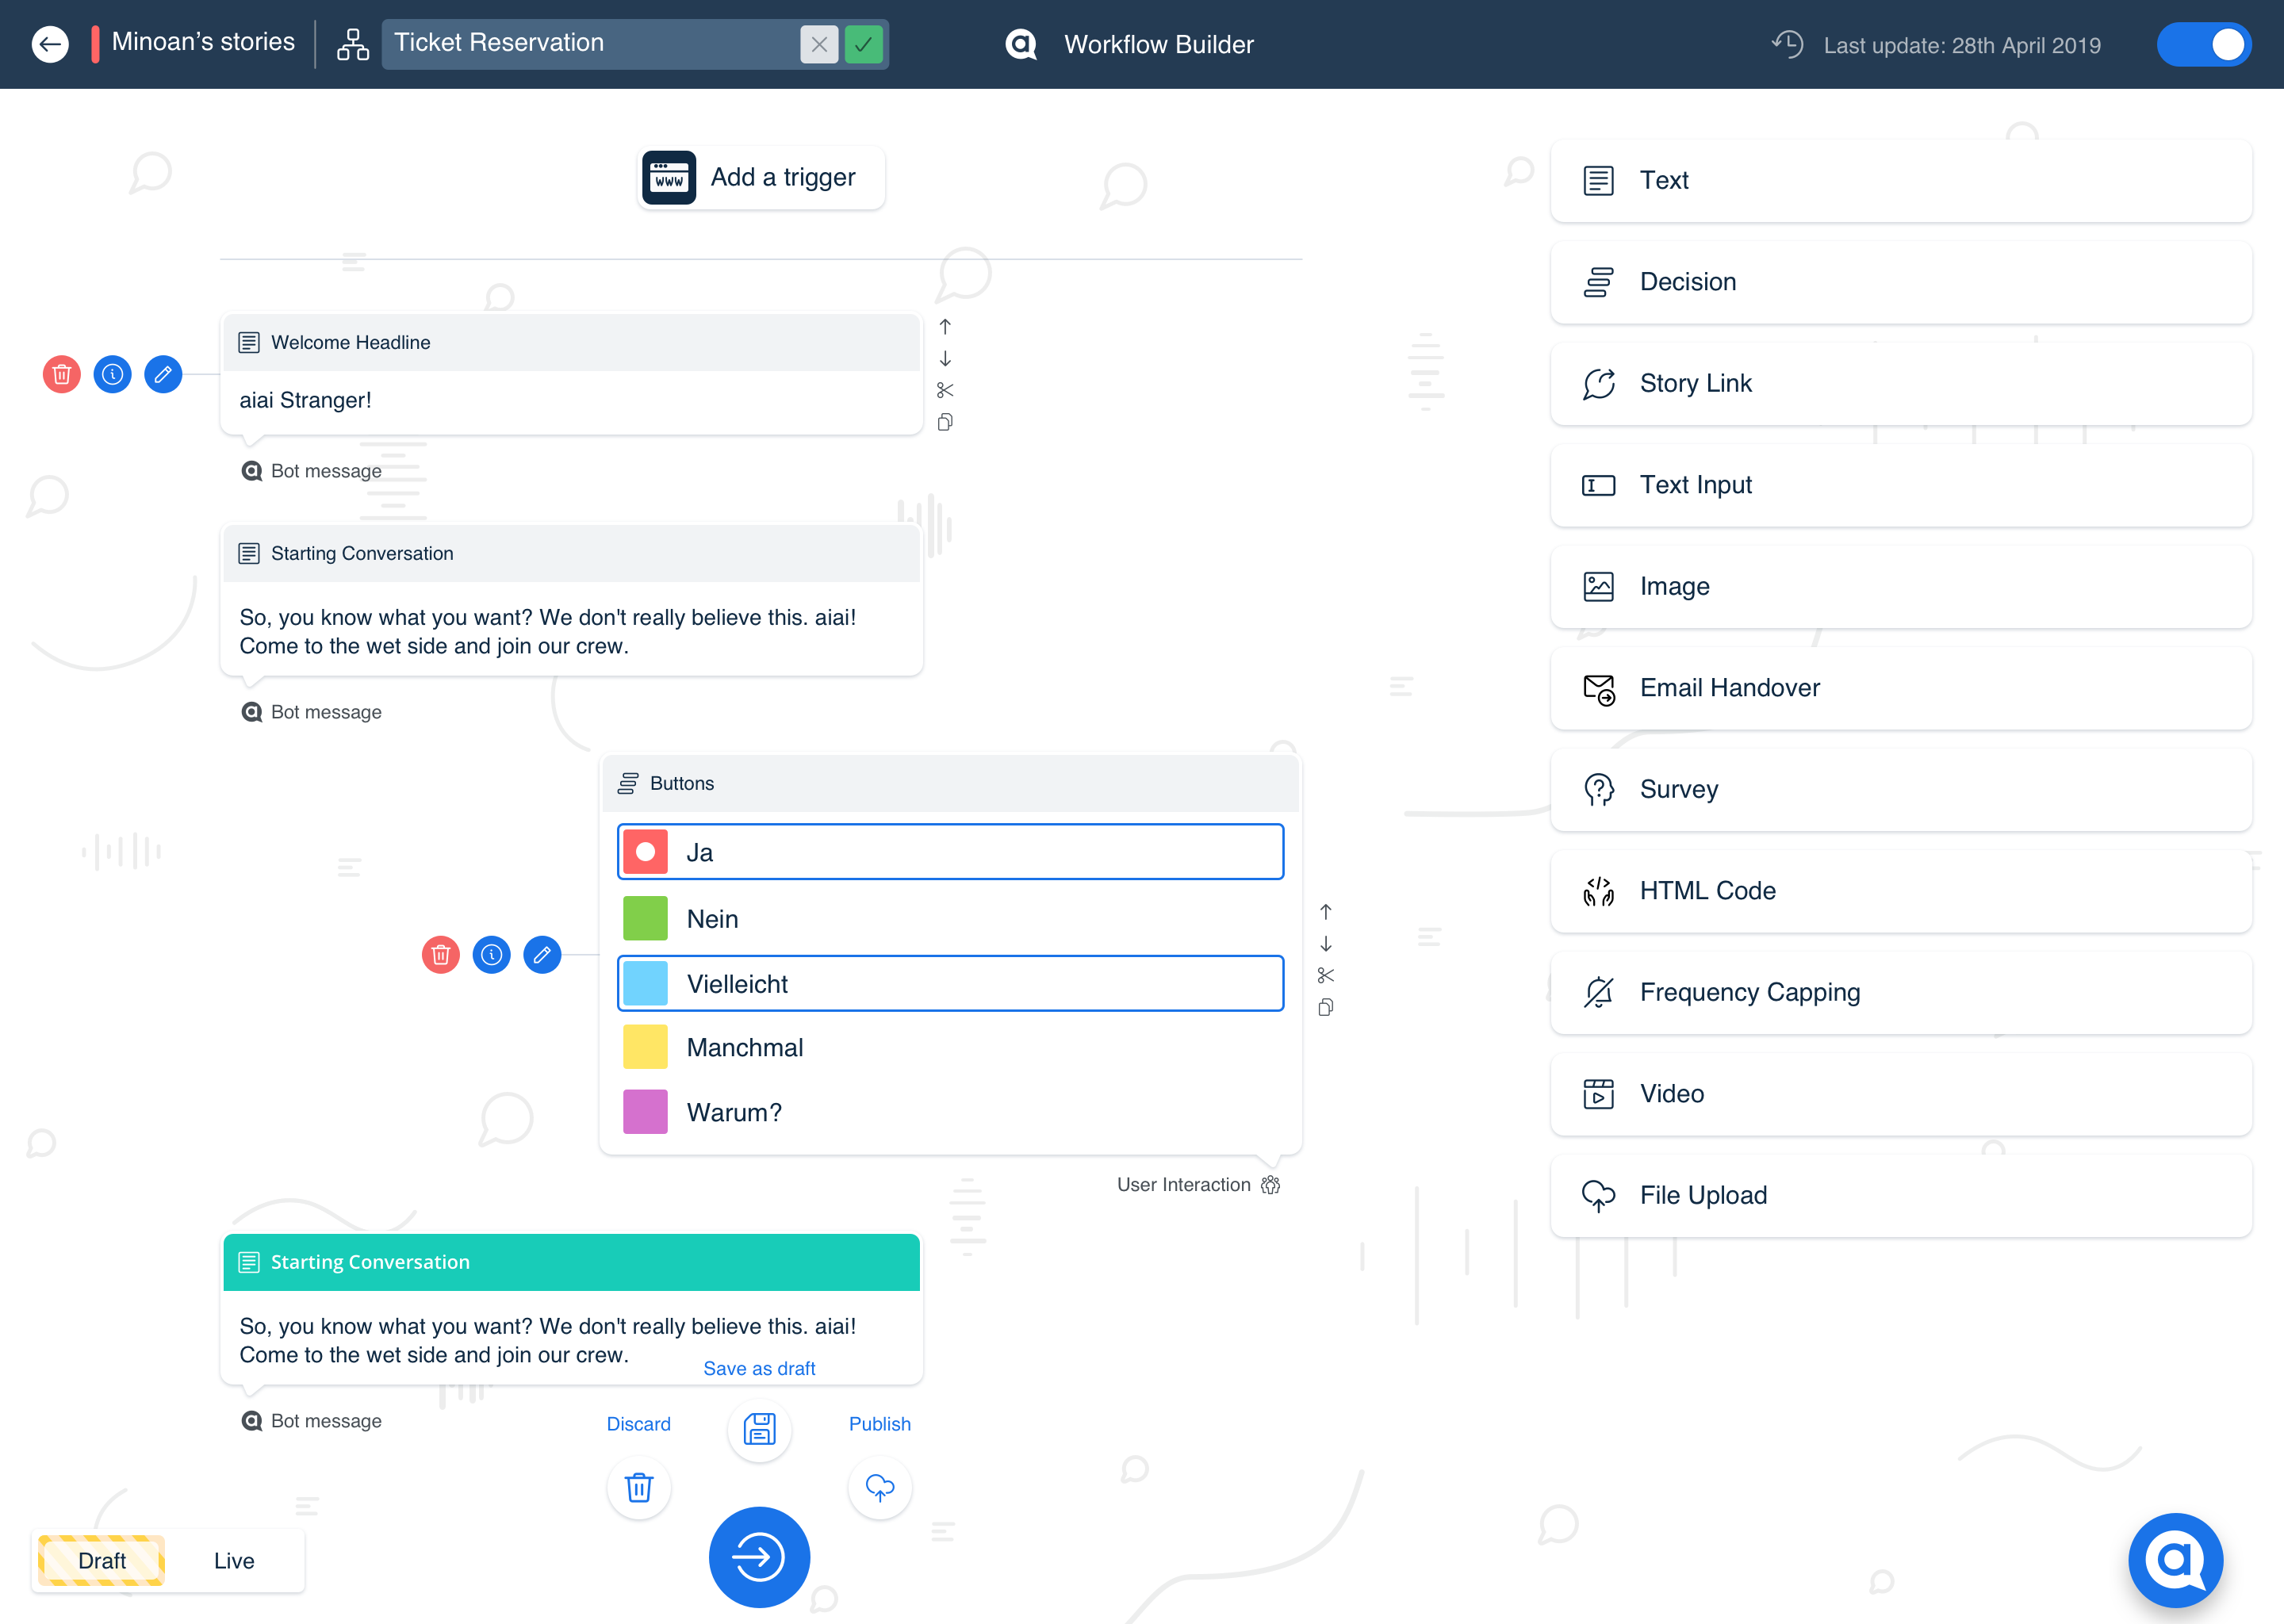 Minoan’s stories
Ticket Reservation
Workflow Builder
Last update: 28th April 2019
www
Add a trigger
Welcome Headline
aiai Stranger!
Bot message
Starting Conversation
So, you know what you want? We don't really believe this. aiai!
Come to the wet side and join our crew.
Bot message
Buttons
Ja
Nein
Vielleicht
Manchmal
Warum?
User Interaction
Starting Conversation
So, you know what you want? We don't really believe this. aiai!
Come to the wet side and join our crew.
Save as draft
Bot message
Discard
Publish
Draft
Live
Text
Decision
Story Link
Text Input
Image
Email Handover
Survey
HTML Code
Frequency Capping
Video
File Upload